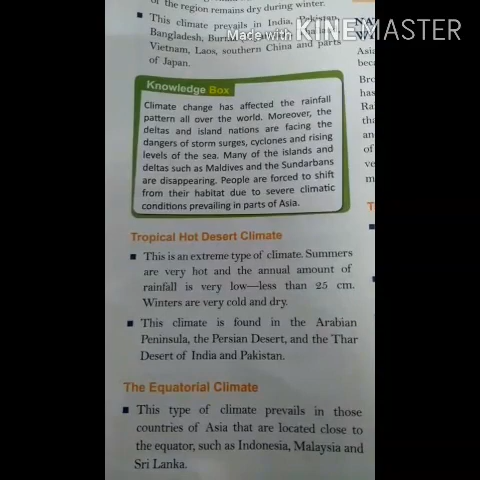 of the region remains dry during winter.
■ This climate prevails in India, Pakistan,
Bangladesh,
Vietnam, Laos, southern China and parts
of Japan.
Made with KINEMASTER
Knowledge Box
Climate change has affected the rainfall
pattern all over the world. Moreover, the
deltas and island nations are facing the
dangers of storm surges, cyclones and rising
levels of the sea. Many of the islands and
deltas such as Maldives and the Sundarbans
are disappearing. People are forced to shift
from their habitat due to severe climatic
conditions prevailing in parts of Asia.
Tropical Hot Desert Climate
■ This is an extreme type of climate. Summers
are very hot and the annual amount of
rainfall is very low—less than 25 cm.
Winters are very cold and dry.
■ This climate is found in the Arabian
Peninsula, the Persian Desert, and the Thar
Desert of India and Pakistan.
The Equatorial Climate
■ This type of climate prevails in those
countries of Asia that are located close to
the equator, such as Indonesia, Malaysia and
Sri Lanka.